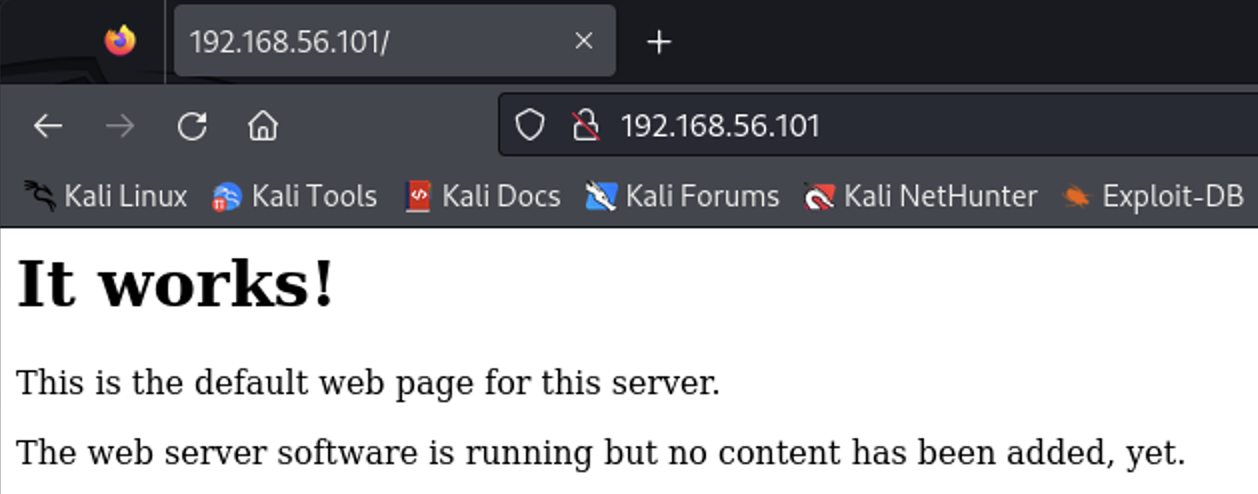 192.168.56.101/
192.168.56.101
Kali Linux Kali Tools Kali Docs Kali Forums Kali NetHunter Exploit-DB
It works!
This is the default web page for this server.
The web server software is running but no content has been added, yet.